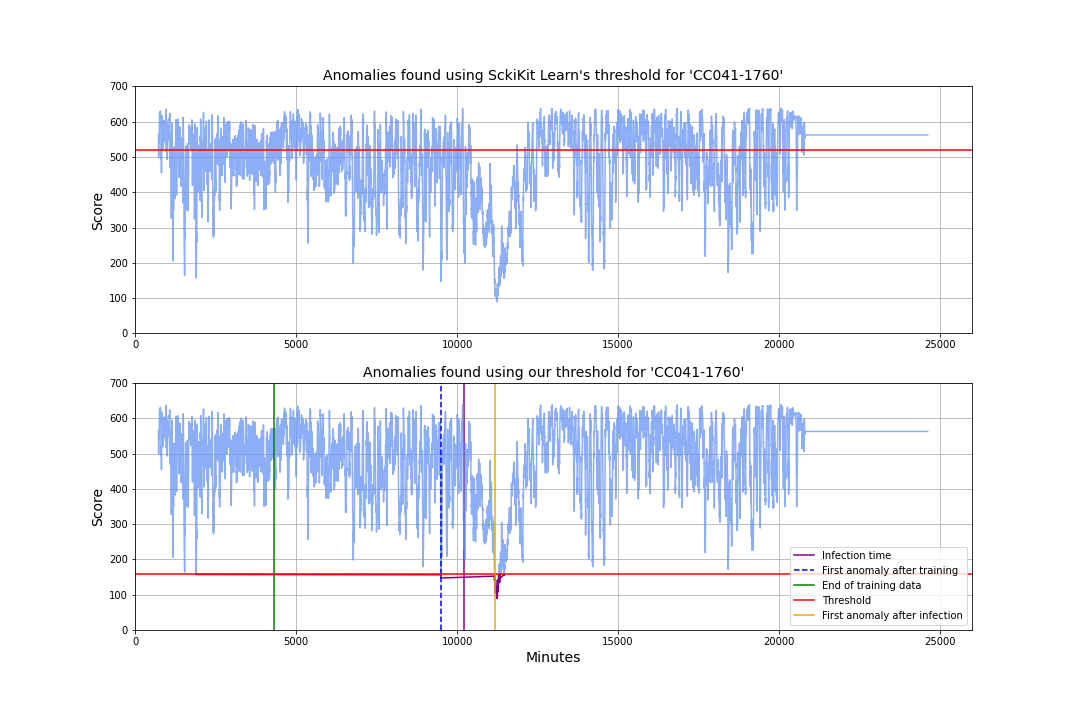 Anomalies found using SckiKit Learn's threshold for 'CC041-1760'
700
600
500
400
300
200
100
0
Score
0 5000 10000 15000 20000 25000
Anomalies found using our threshold for 'CC041-1760'
700
600
500
400
300
200
100
0
Score
Infection time
First anomaly after training
End of training data
Threshold
First anomaly after infection
0 5000 10000 15000 20000 25000
Minutes